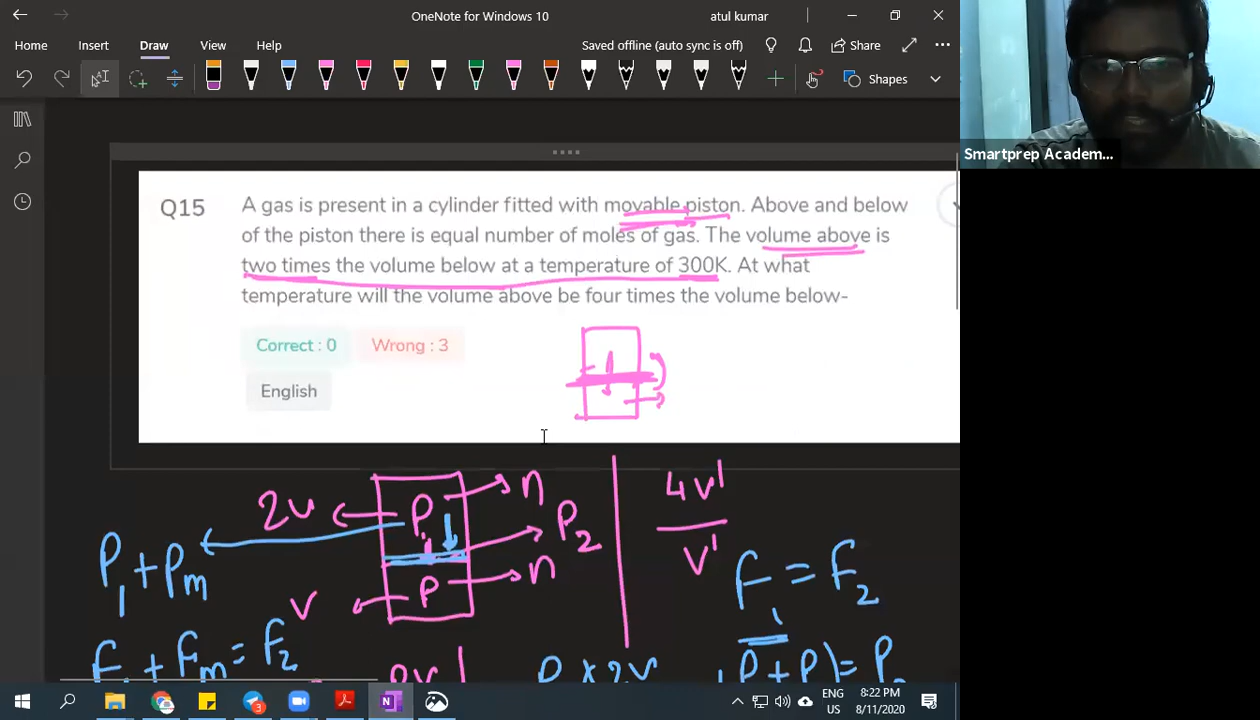 OneNote for Windows 10
atul kumar
Home Insert Draw View Help
Saved offline (auto sync is off)
Share
Shapes
Smartprep Academ...
Q15 A gas is present in a cylinder fitted with movable piston. Above and below
of the piston there is equal number of moles of gas. The volume above is
two times the volume below at a temperature of 300K. At what
temperature will the volume above be four times the volume below-
Correct : 0 Wrong : 3
English
2v P1 n 4v'
P1 + Pm P2 v'
v P n F1 = F2
F1 + Fm = F2
P × 2v
ENG 8:22 PM
US 8/11/2020